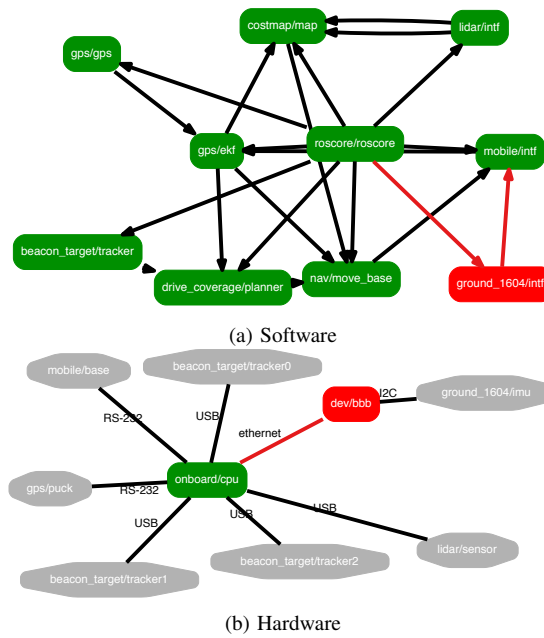 costmap/map
lidar/intf
gps/gps
roscore/roscore
gps/ekf
mobile/intf
beacon_target/tracker
nav/move_base
drive_coverage/planner
ground_1604/intf
(a) Software
mobile/base
beacon_target/tracker0
ground_1604/imu
I2C
dev/bbb
RS-232
USB
ethernet
onboard/cpu
gps/puck
RS-232
USB
USB
USB
lidar/sensor
beacon_target/tracker2
beacon_target/tracker1
(b) Hardware